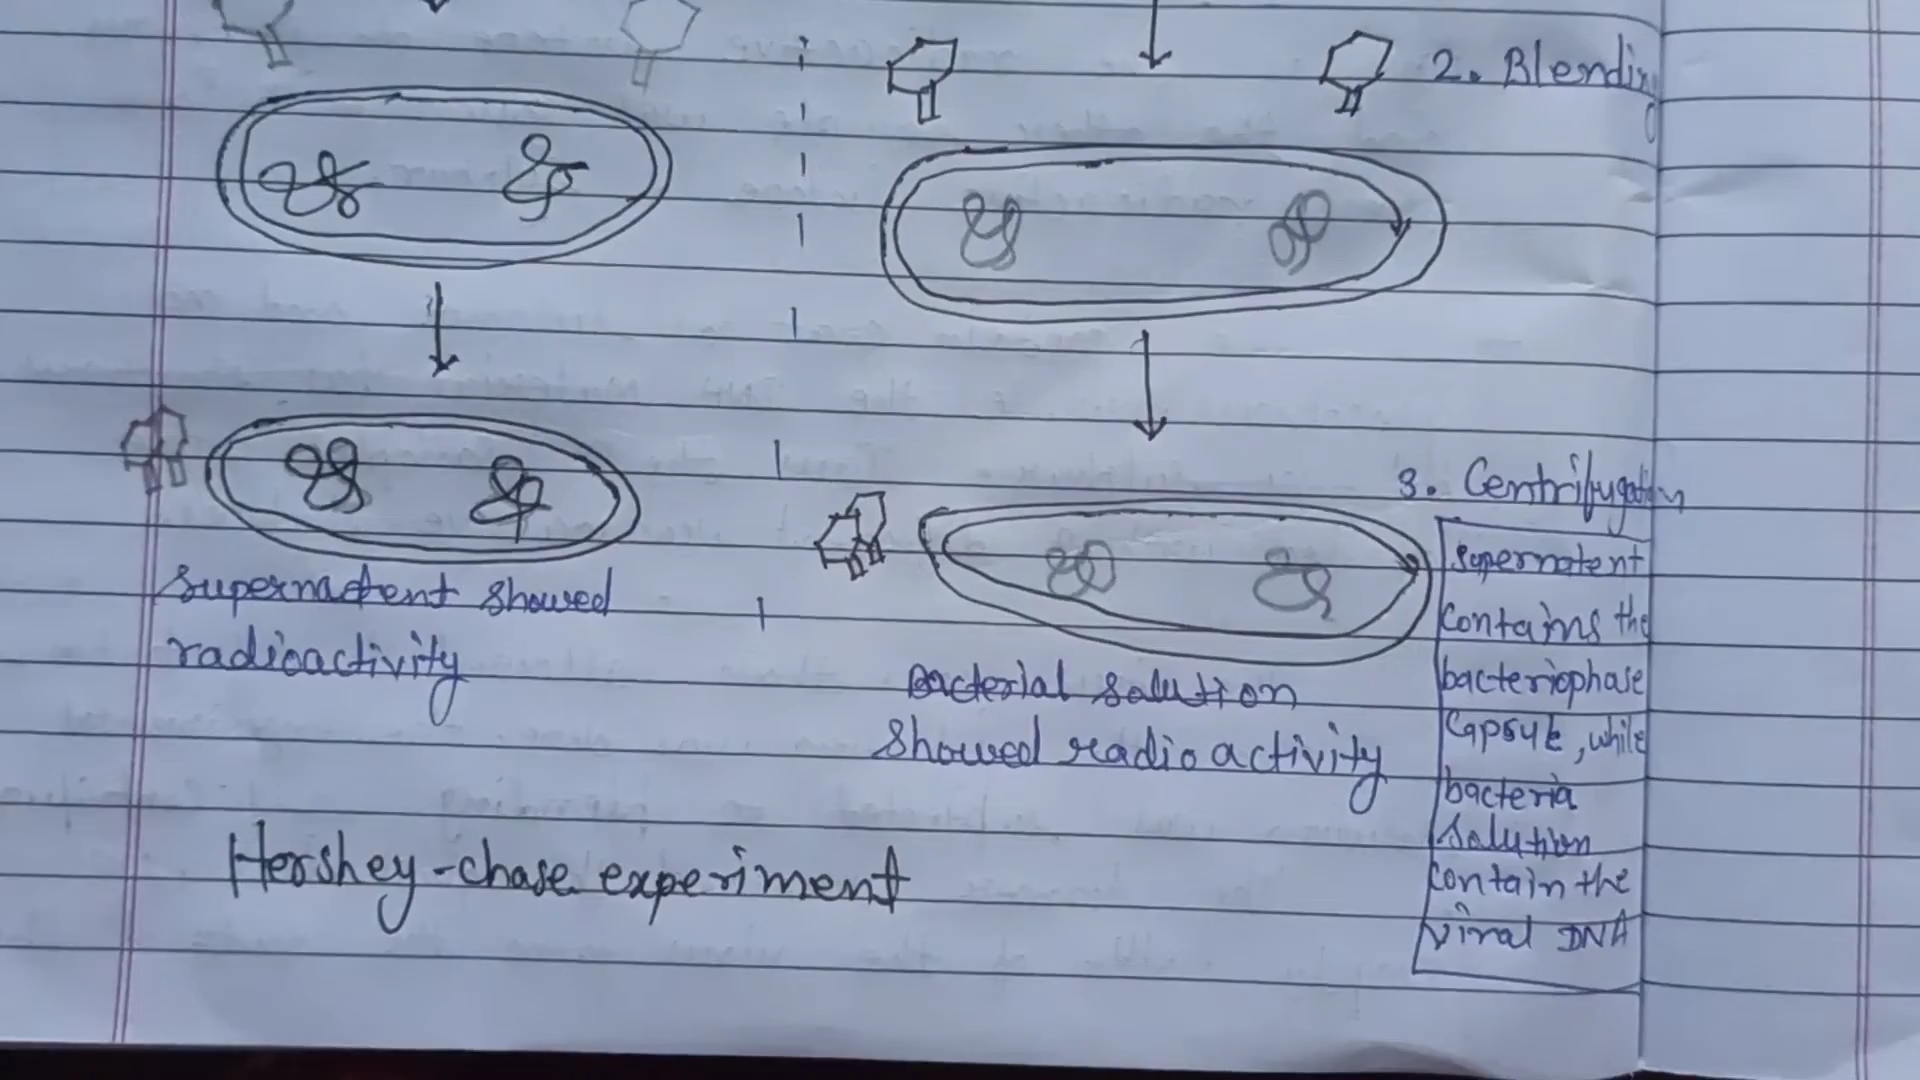 2. Blending
3. Centrifugation
supernatent showed
radioactivity
Bacterial solution
showed radioactivity
supernatent
contains the
bacteriophase
capsule, while
bacteria
solution
contain the
viral DNA
Hershey-chase experiment